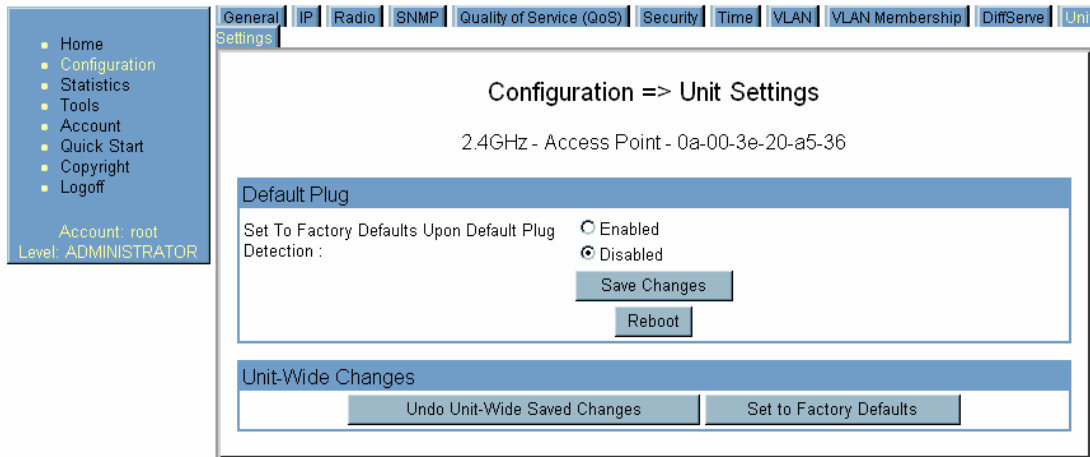 General IP Radio SNMP Quality of Service (QoS) Security Time VLAN VLAN Membership DiffServe Unit
Settings
Home
Configuration
Statistics
Tools
Account
Quick Start
Copyright
Logoff
Account: root
Level: ADMINISTRATOR
Configuration => Unit Settings
2.4GHz - Access Point - 0a-00-3e-20-a5-36
Default Plug
Set To Factory Defaults Upon Default Plug
Detection :
Enabled
Disabled
Save Changes
Reboot
Unit-Wide Changes
Undo Unit-Wide Saved Changes Set to Factory Defaults